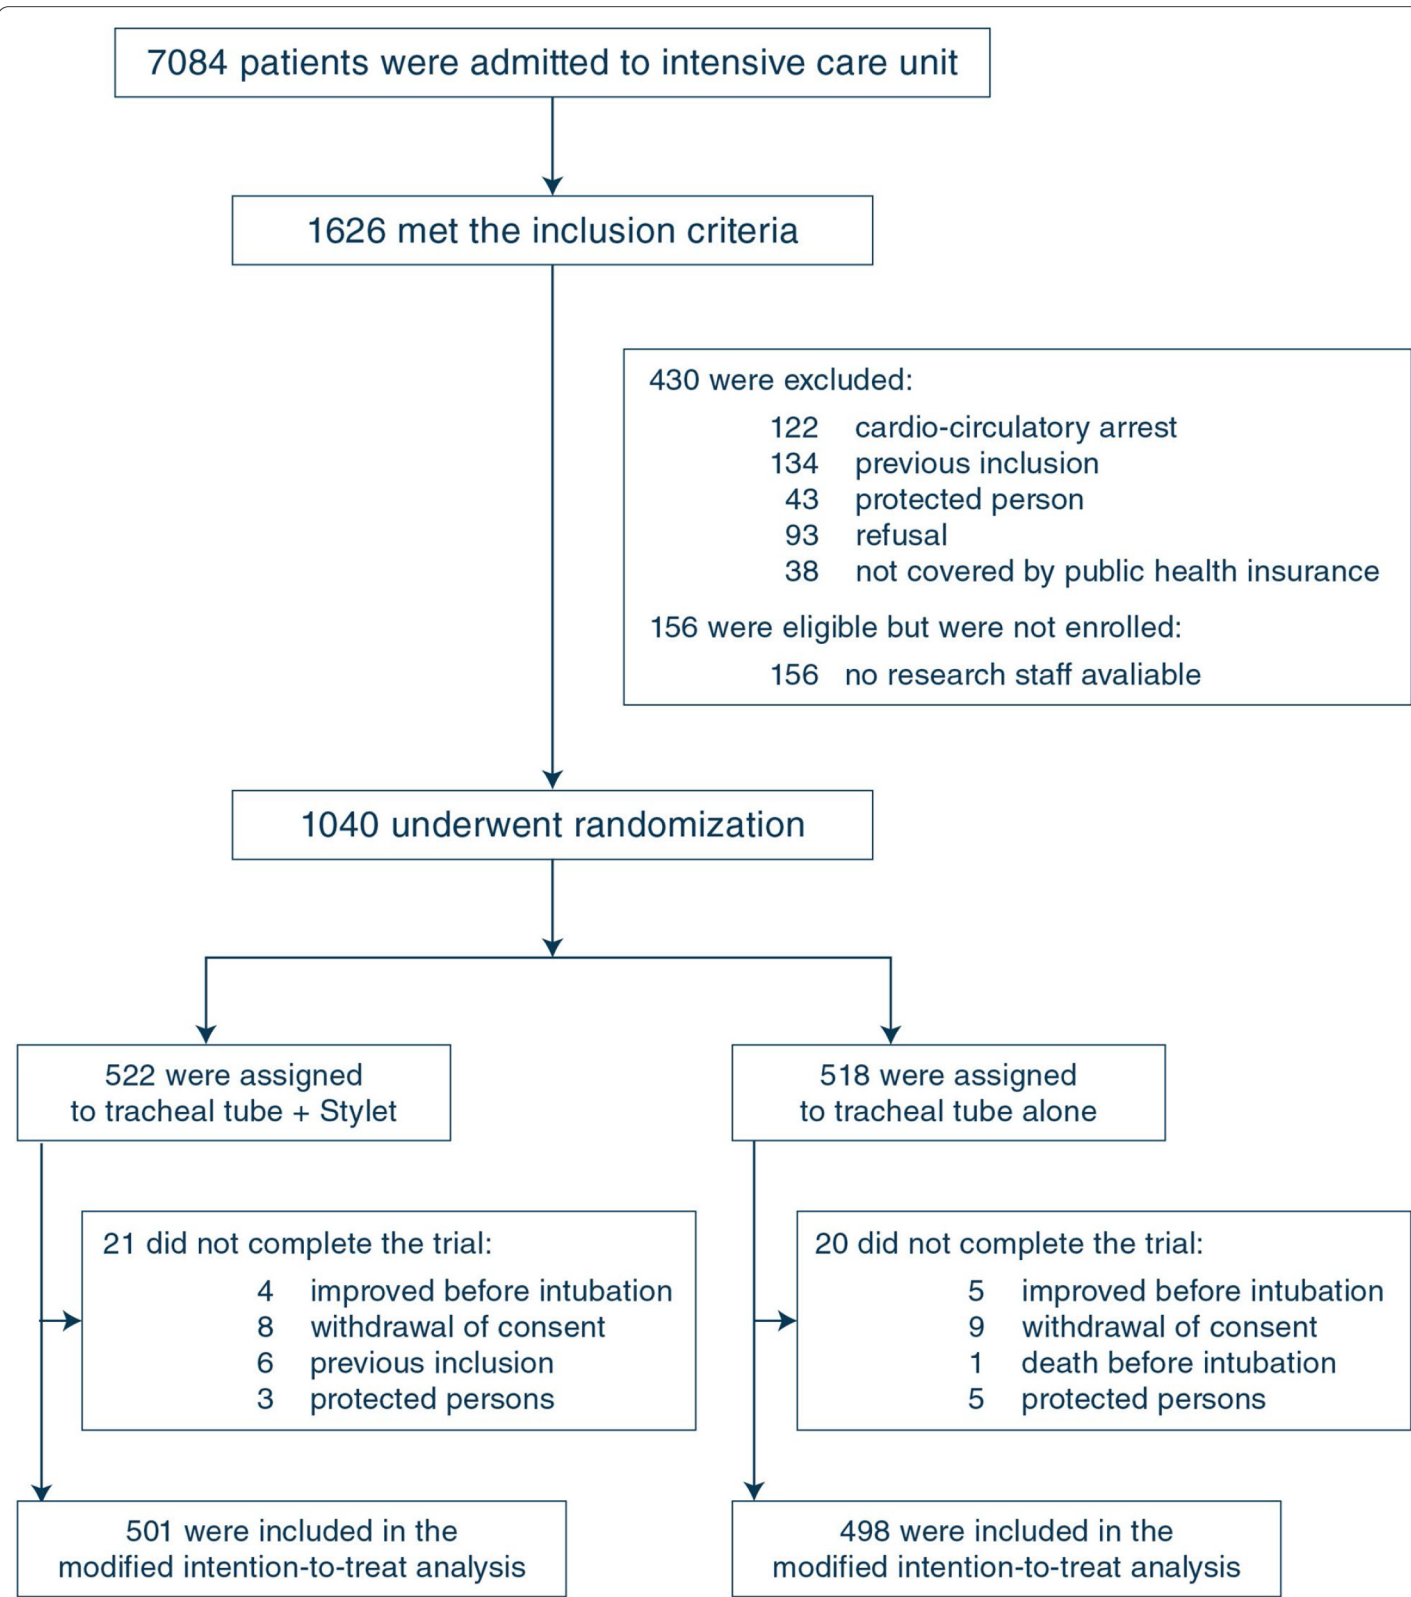 7084 patients were admitted to intensive care unit
1626 met the inclusion criteria
430 were excluded:
122 cardio-circulatory arrest
134 previous inclusion
43 protected person
93 refusal
38 not covered by public health insurance
156 were eligible but were not enrolled:
156 no research staff avaliable
1040 underwent randomization
522 were assigned
to tracheal tube + Stylet
518 were assigned
to tracheal tube alone
21 did not complete the trial:
4 improved before intubation
8 withdrawal of consent
6 previous inclusion
3 protected persons
20 did not complete the trial:
5 improved before intubation
9 withdrawal of consent
1 death before intubation
5 protected persons
501 were included in the
modified intention-to-treat analysis
498 were included in the
modified intention-to-treat analysis